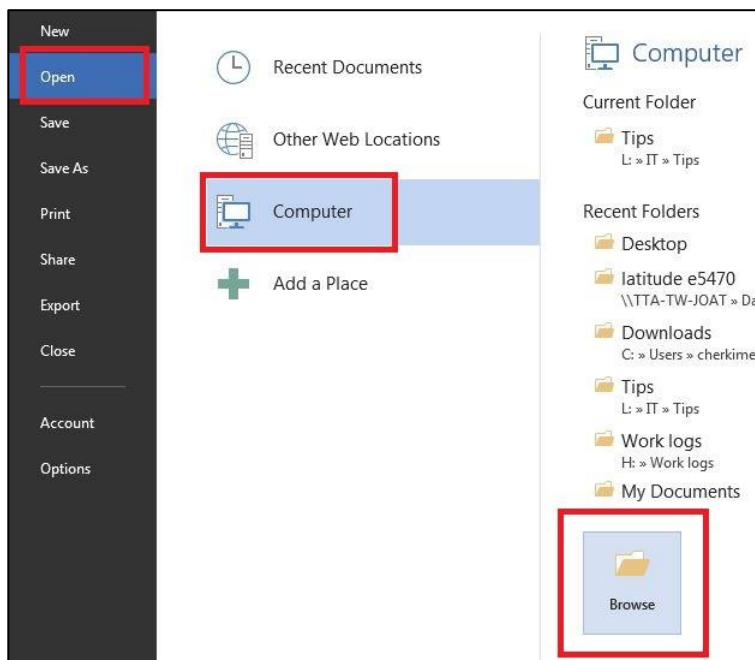 New
Open
Save
Save As
Print
Share
Export
Close
Account
Options
Recent Documents
Other Web Locations
Computer
Add a Place
Computer
Current Folder
Tips
L: » IT » Tips
Recent Folders
Desktop
latitude e5470
\\TTA-TW-JOAT » Da
Downloads
C: » Users » cherkime
Tips
L: » IT » Tips
Work logs
H: » Work logs
My Documents
Browse